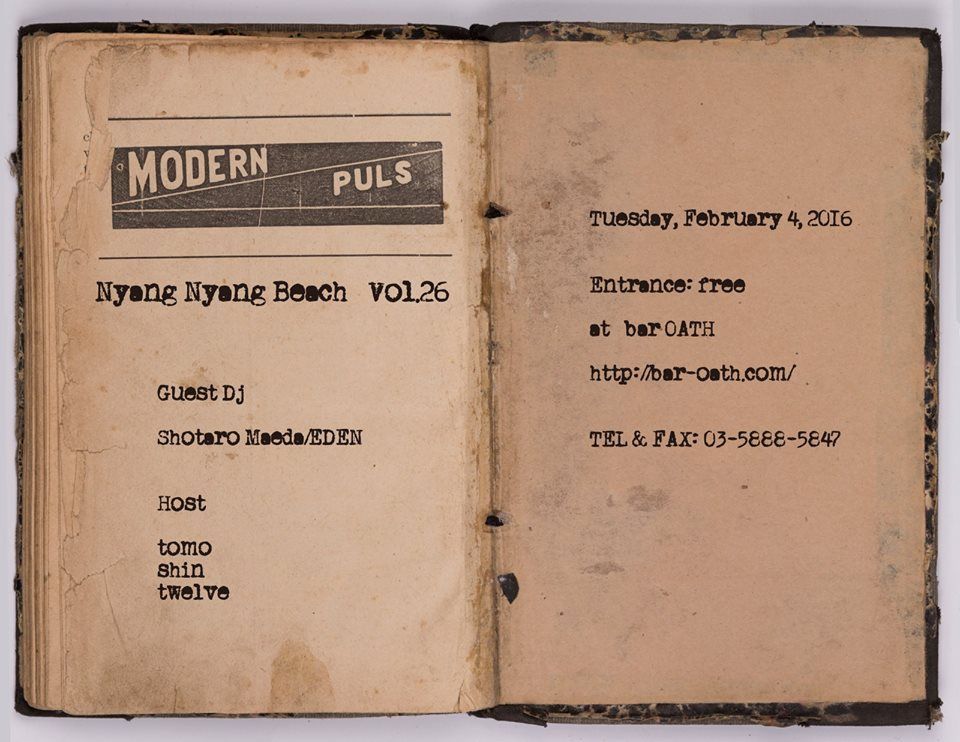 MODERN
PULS
Nyang Nyang Beach vol.26
Guest Dj
Shotaro Maeda/EDEN
Host
tomo
shin
twelve
Tuesday, February 4, 2016
Entrance: free
at bar OATH
http://bar-oath.com/
TEL & FAX: 03-5888-5847